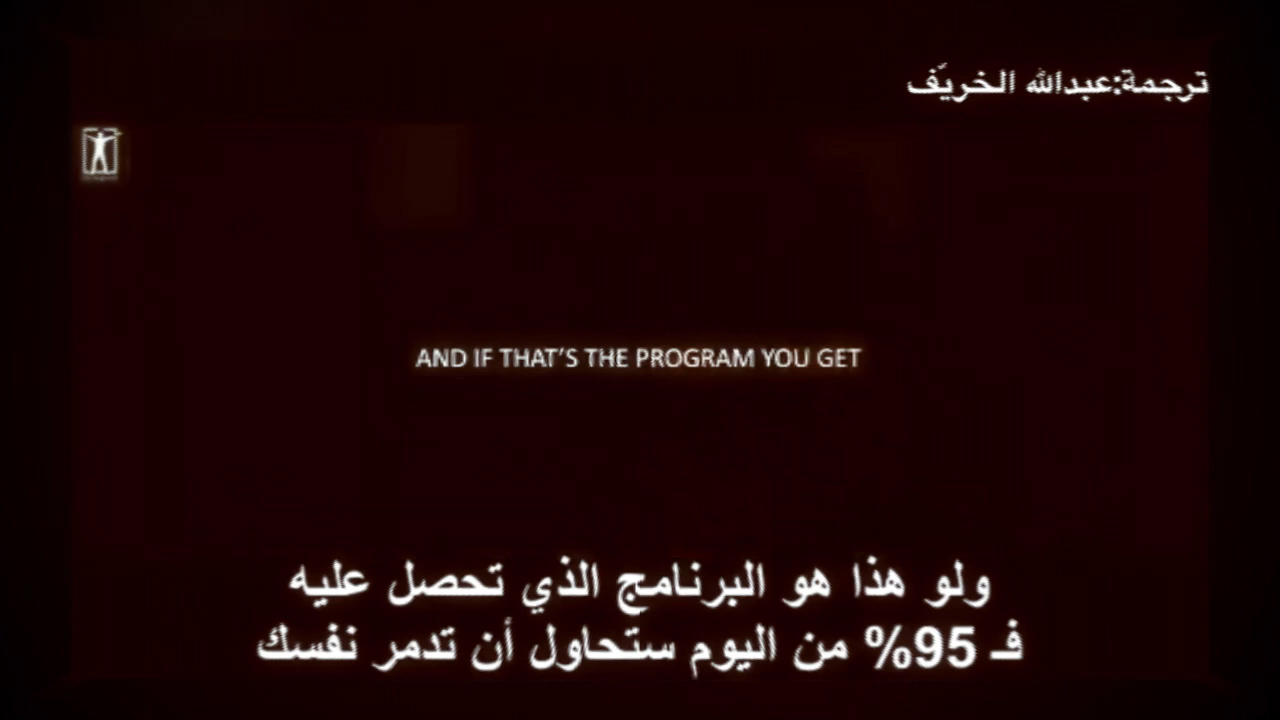 ترجمة:عبدالله الخريّف
AND IF THAT'S THE PROGRAM YOU GET
ولو هذا هو البرنامج الذي تحصل عليه
فـ 95% من اليوم ستحاول أن تدمر نفسك